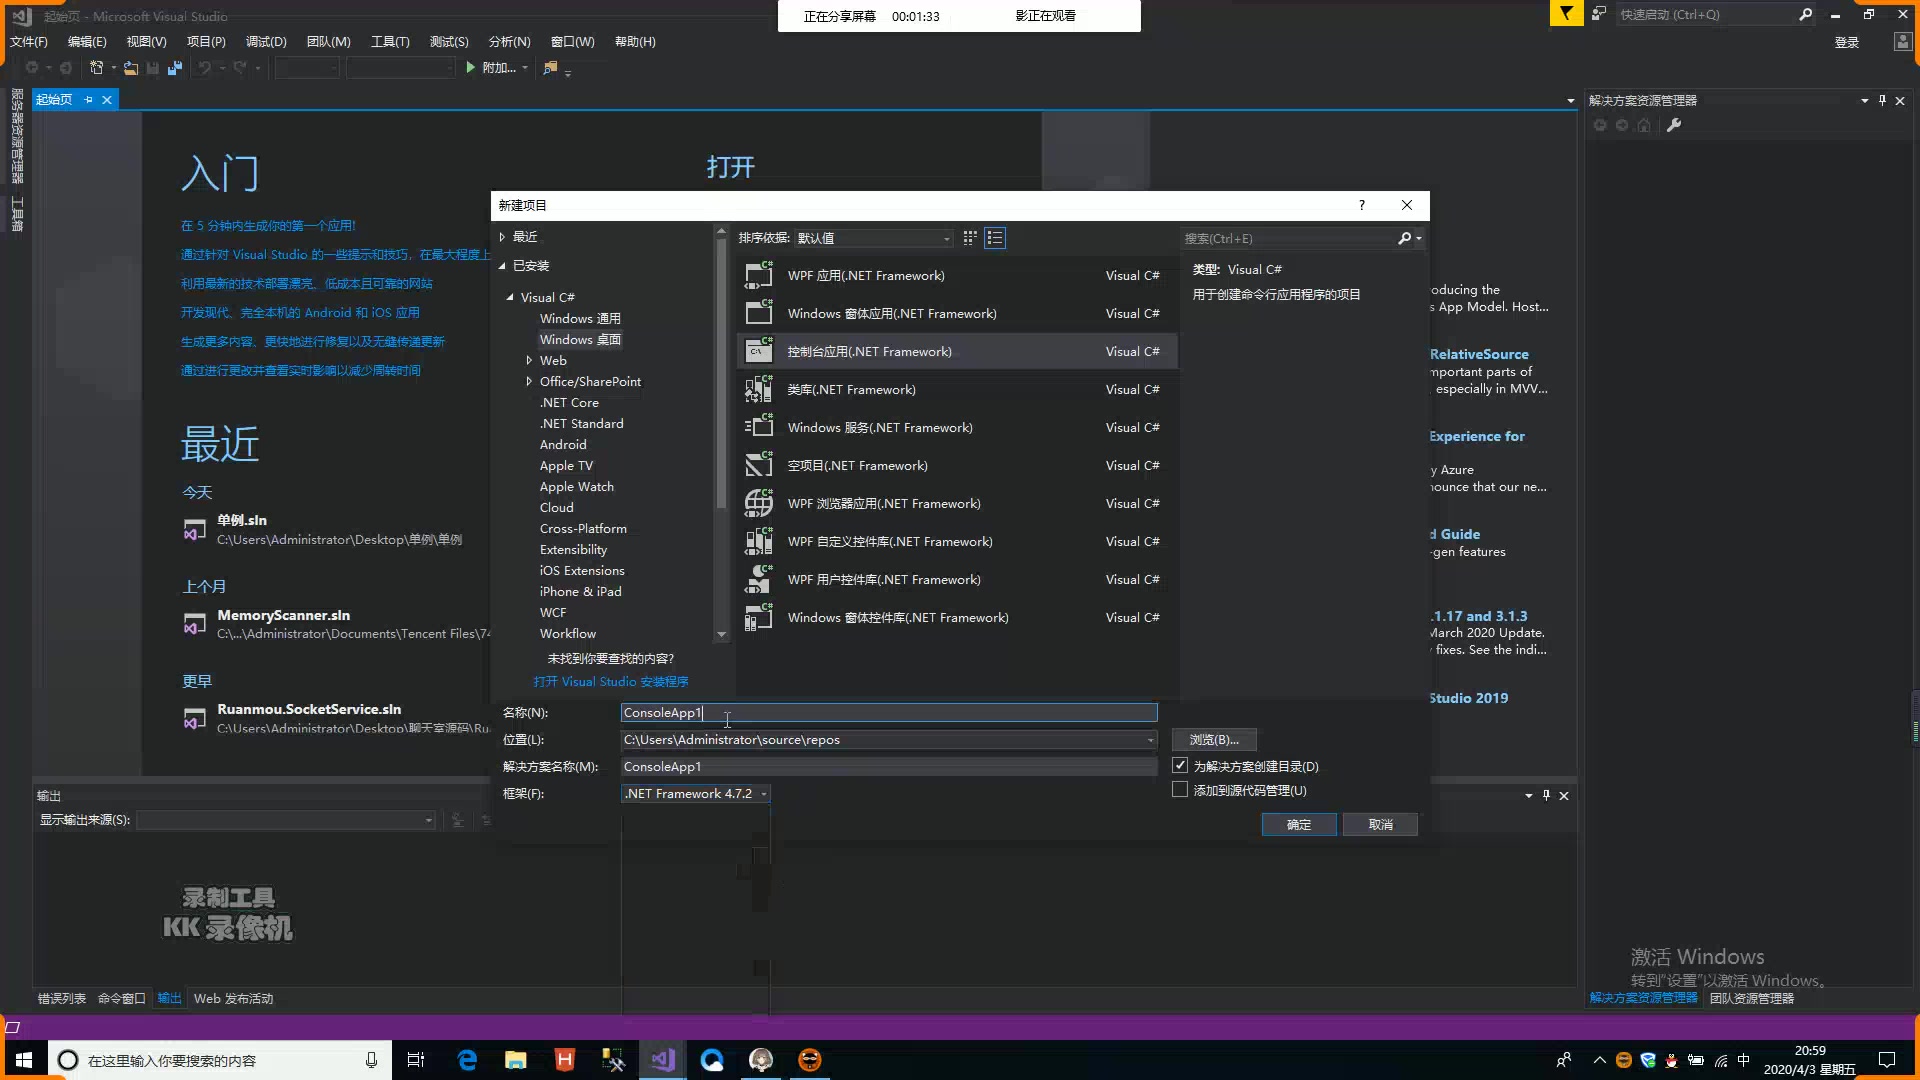 起始页 - Microsoft Visual Studio
正在分享屏幕 00:01:33 影正在观看
快速启动 (Ctrl+Q)
文件(F) 编辑(E) 视图(V) 项目(P) 调试(D) 团队(M) 工具(T) 测试(S) 分析(N) 窗口(W) 帮助(H)
登录
附加...
服务器资源管理器
工具箱
起始页
解决方案资源管理器
入门
在 5 分钟内生成你的第一个应用!
通过针对 Visual Studio 的一些提示和技巧，在最大程度上
利用最新的技术部署漂亮、低成本且可靠的网站
开发现代、完全本机的 Android 和 iOS 应用
生成更多内容、更快地进行修复以及无缝传递更新
通过进行更改并查看实时影响以减少周转时间
最近
今天
单例.sln
C:\Users\Administrator\Desktop\单例\单例
上个月
MemoryScanner.sln
C:\...\Administrator\Documents\Tencent Files\74
更早
Ruanmou.SocketService.sln
C:\Users\Administrator\Desktop\聊天室源码\Ru
打开
新建项目
?
最近
已安装
Visual C#
Windows 通用
Windows 桌面
Web
Office/SharePoint
.NET Core
.NET Standard
Android
Apple TV
Apple Watch
Cloud
Cross-Platform
Extensibility
iOS Extensions
iPhone & iPad
WCF
Workflow
未找到你要查找的内容?
打开 Visual Studio 安装程序
排序依据: 默认值
WPF 应用(.NET Framework) Visual C#
Windows 窗体应用(.NET Framework) Visual C#
控制台应用(.NET Framework) Visual C#
类库(.NET Framework) Visual C#
Windows 服务(.NET Framework) Visual C#
空项目(.NET Framework) Visual C#
WPF 浏览器应用(.NET Framework) Visual C#
WPF 自定义控件库(.NET Framework) Visual C#
WPF 用户控件库(.NET Framework) Visual C#
Windows 窗体控件库(.NET Framework) Visual C#
搜索(Ctrl+E)
类型: Visual C#
用于创建命令行应用程序的项目
名称(N): ConsoleApp1
位置(L): C:\Users\Administrator\source\repos
浏览(B)...
解决方案名称(M): ConsoleApp1
为解决方案创建目录(D)
框架(F): .NET Framework 4.7.2
添加到源代码管理(U)
确定 取消
oducing the
s App Model. Host...
RelativeSource
mportant parts of
, especially in MVV...
Experience for
y Azure
nounce that our ne...
d Guide
-gen features
.1.17 and 3.1.3
March 2020 Update.
fixes. See the indi...
Studio 2019
输出
显示输出来源(S):
录制工具
KK 录像机
错误列表 命令窗口 输出 Web 发布活动
激活 Windows
转到"设置"以激活 Windows。
解决方案资源管理器 团队资源管理器
在这里输入你要搜索的内容
中
20:59
2020/4/3 星期五